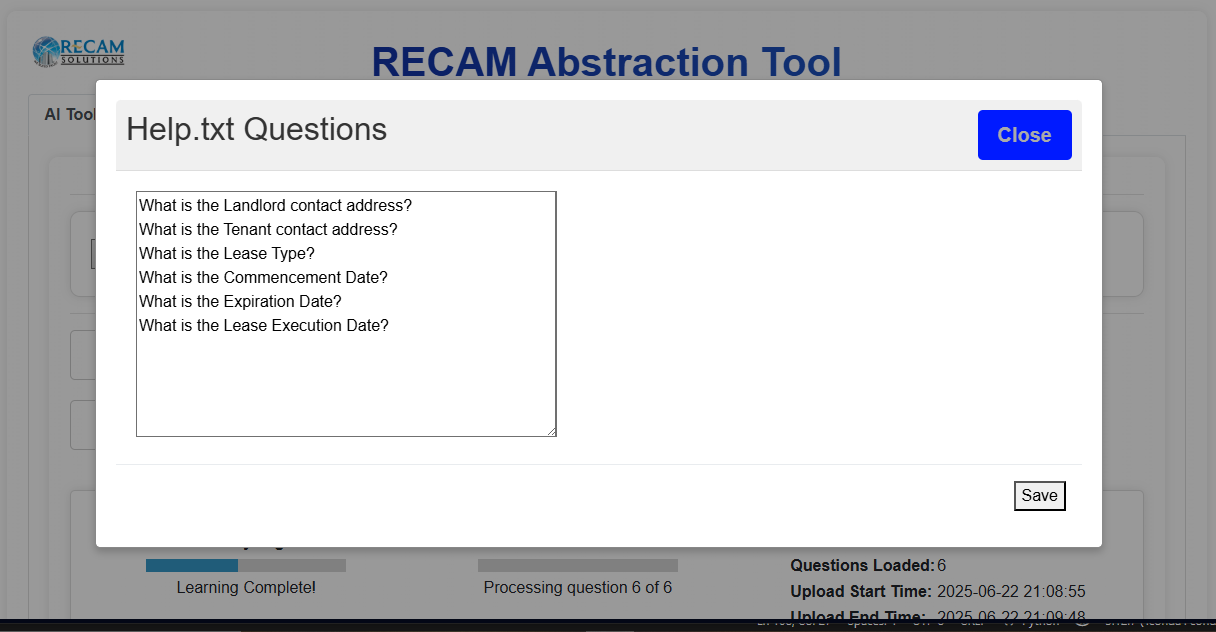 RECAM
SOLUTIONS
RECAM Abstraction Tool
AI Tool
Help.txt Questions
Close
What is the Landlord contact address?
What is the Tenant contact address?
What is the Lease Type?
What is the Commencement Date?
What is the Expiration Date?
What is the Lease Execution Date?
Save
Learning Complete!
Processing question 6 of 6
Questions Loaded: 6
Upload Start Time: 2025-06-22 21:08:55
Upload End Time: 2025-06-22 21:09:48